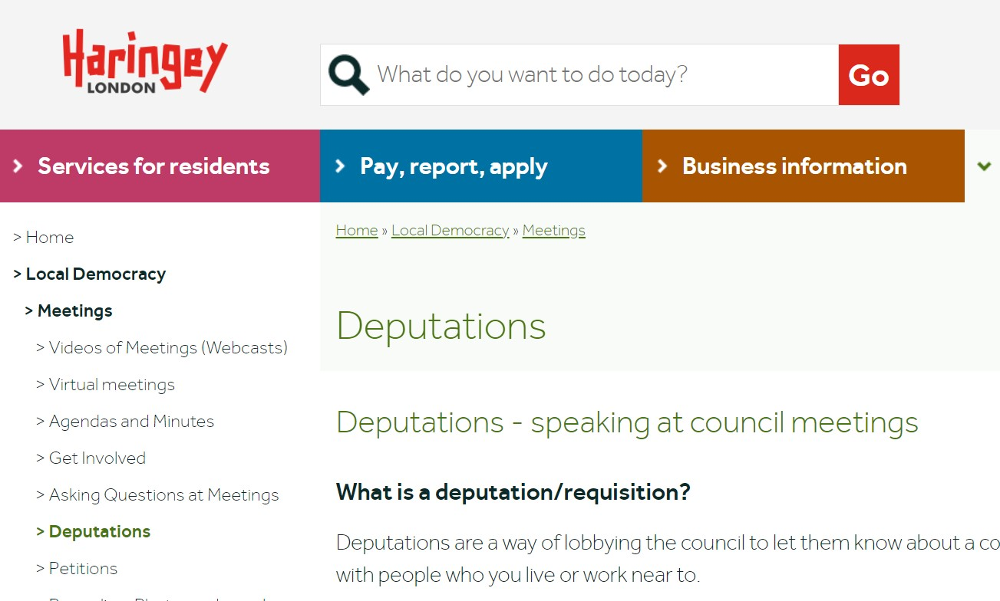 Haringey
LONDON
What do you want to do today?
Go
Services for residents
Pay, report, apply
Business information
> Home
> Local Democracy
> Meetings
> Videos of Meetings (Webcasts)
> Virtual meetings
> Agendas and Minutes
> Get Involved
> Asking Questions at Meetings
> Deputations
> Petitions
Home » Local Democracy » Meetings
Deputations
Deputations - speaking at council meetings
What is a deputation/requisition?
Deputations are a way of lobbying the council to let them know about a co
with people who you live or work near to.